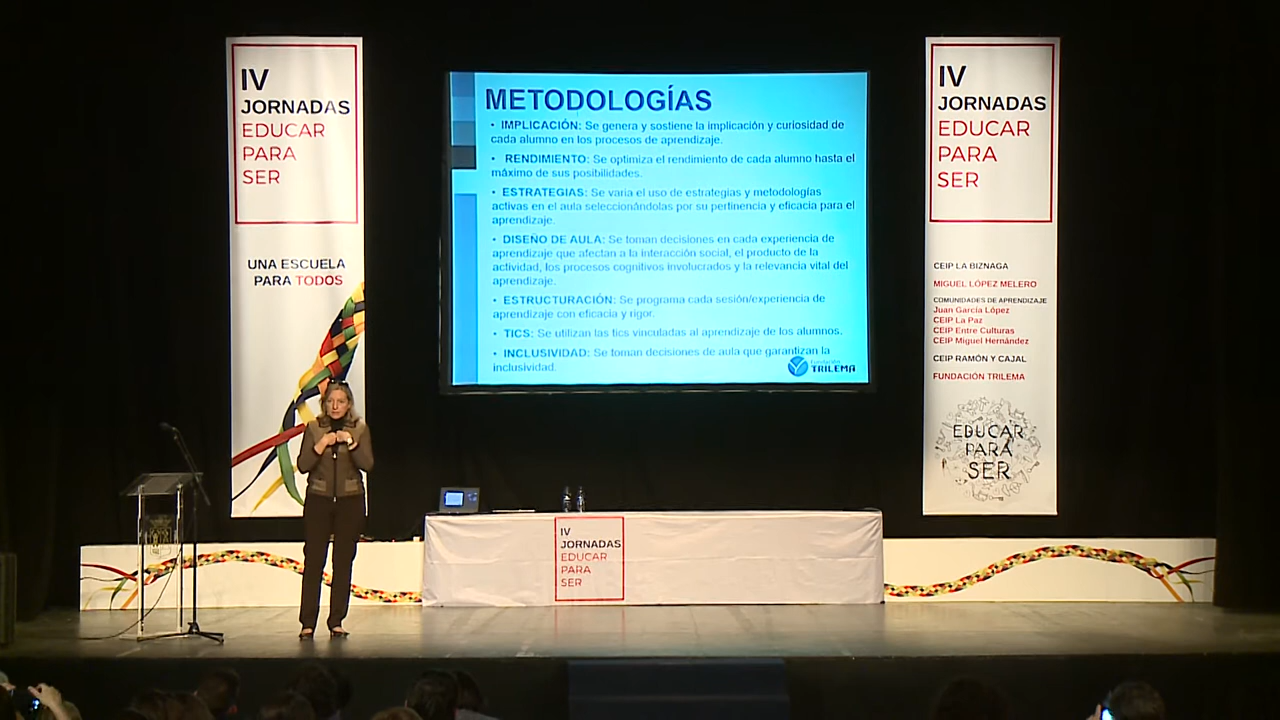 IV
JORNADAS
EDUCAR
PARA
SER
UNA ESCUELA
PARA TODOS
METODOLOGÍAS
• IMPLICACIÓN: Se genera y sostiene la implicación y curiosidad de
cada alumno en los procesos de aprendizaje.
• RENDIMIENTO: Se optimiza el rendimiento de cada alumno hasta el
máximo de sus posibilidades.
• ESTRATEGIAS: Se varia el uso de estrategias y metodologías
activas en el aula seleccionándolas por su pertinencia y eficacia para el
aprendizaje.
• DISEÑO DE AULA: Se toman decisiones en cada experiencia de
aprendizaje que afectan a la interacción social, el producto de la
actividad, los procesos cognitivos involucrados y la relevancia vital del
aprendizaje.
• ESTRUCTURACIÓN: Se programa cada sesión/experiencia de
aprendizaje con eficacia y rigor.
• TICS: Se utilizan las tics vinculadas al aprendizaje de los alumnos.
• INCLUSIVIDAD: Se toman decisiones de aula que garantizan la
inclusividad.
Fundación
TRILEMA
IV
JORNADAS
EDUCAR
PARA
SER
CEIP LA BIZNAGA
MIGUEL LÓPEZ MELERO
COMUNIDADES DE APRENDIZAJE
Juan García López
CEIP La Paz
CEIP Entre Culturas
CEIP Miguel Hernández
CEIP RAMÓN Y CAJAL
FUNDACIÓN TRILEMA
EDUCAR
PARA
SER
IV
JORNADAS
EDUCAR
PARA
SER